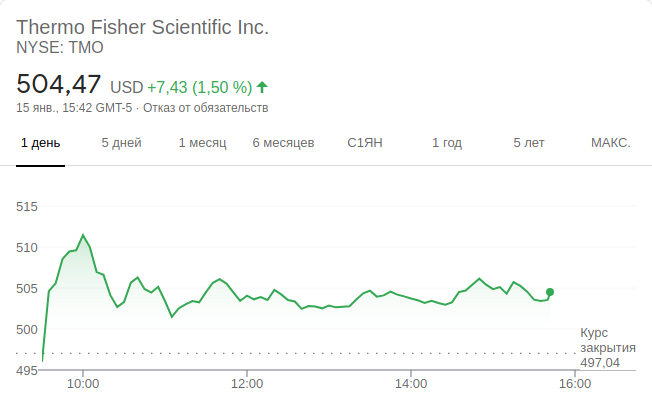 Thermo Fisher Scientific Inc.
NYSE: TMO
504,47 USD +7,43 (1,50 %)
15 янв., 15:42 GMT-5 · Отказ от обязательств
1 день 5 дней 1 месяц 6 месяцев С1ЯН 1 год 5 лет МАКС.
515
510
505
500
Курс
закрытия
497,04
495
10:00 12:00 14:00 16:00